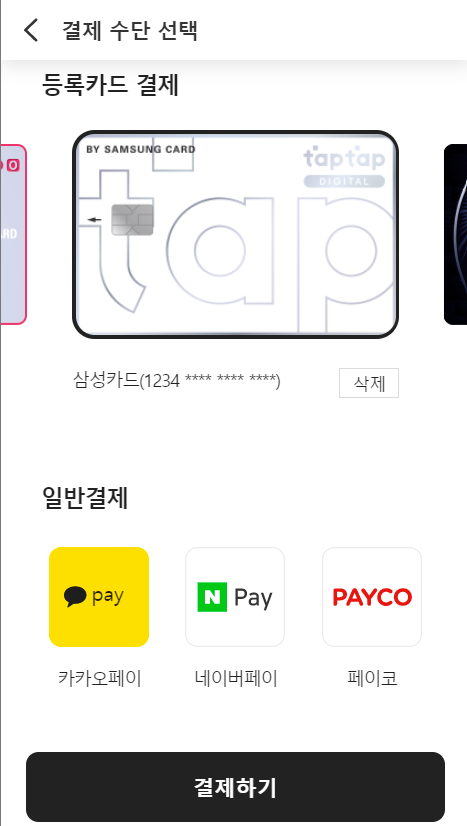 결제 수단 선택
등록카드 결제
BY SAMSUNG CARD
taptap
DIGITAL
ARD
tap
삼성카드(1234 **** **** ****)
삭제
일반결제
pay
N Pay
PAYCO
카카오페이
네이버페이
페이코
결제하기